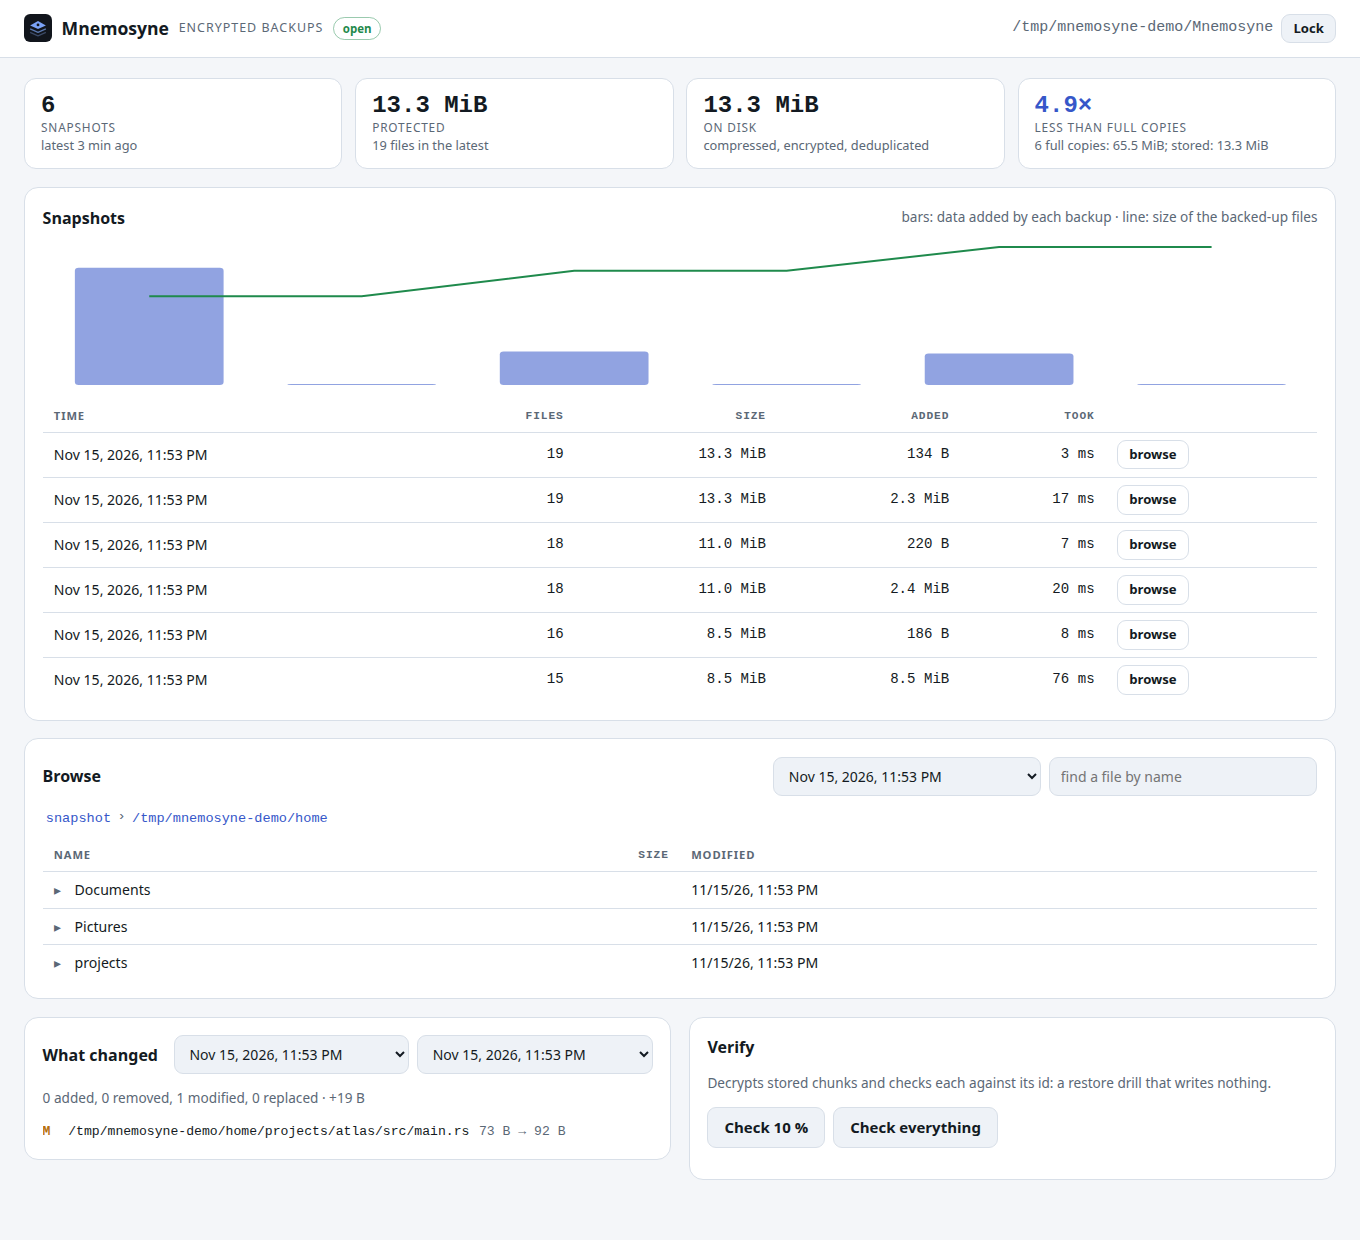 Mnemosyne ENCRYPTED BACKUPS open /tmp/mnemosyne-demo/Mnemosyne Lock
6
SNAPSHOTS
latest 3 min ago
13.3 MiB
PROTECTED
19 files in the latest
13.3 MiB
ON DISK
compressed, encrypted, deduplicated
4.9×
LESS THAN FULL COPIES
6 full copies: 65.5 MiB; stored: 13.3 MiB
Snapshots bars: data added by each backup · line: size of the backed-up files
TIME FILES SIZE ADDED TOOK
Nov 15, 2026, 11:53 PM 19 13.3 MiB 134 B 3 ms browse
Nov 15, 2026, 11:53 PM 19 13.3 MiB 2.3 MiB 17 ms browse
Nov 15, 2026, 11:53 PM 18 11.0 MiB 220 B 7 ms browse
Nov 15, 2026, 11:53 PM 18 11.0 MiB 2.4 MiB 20 ms browse
Nov 15, 2026, 11:53 PM 16 8.5 MiB 186 B 8 ms browse
Nov 15, 2026, 11:53 PM 15 8.5 MiB 8.5 MiB 76 ms browse
Browse Nov 15, 2026, 11:53 PM find a file by name
snapshot › /tmp/mnemosyne-demo/home
NAME SIZE MODIFIED
▸ Documents 11/15/26, 11:53 PM
▸ Pictures 11/15/26, 11:53 PM
▸ projects 11/15/26, 11:53 PM
What changed Nov 15, 2026, 11:53 PM Nov 15, 2026, 11:53 PM
0 added, 0 removed, 1 modified, 0 replaced · +19 B
M /tmp/mnemosyne-demo/home/projects/atlas/src/main.rs 73 B → 92 B
Verify
Decrypts stored chunks and checks each against its id: a restore drill that writes nothing.
Check 10 % Check everything